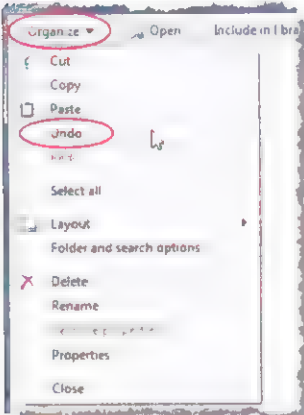 Organize Open Include in
Cut
Copy
Paste
Undo
Select all
Layout
Folder and search options
Delete
Rename
Properties
Close